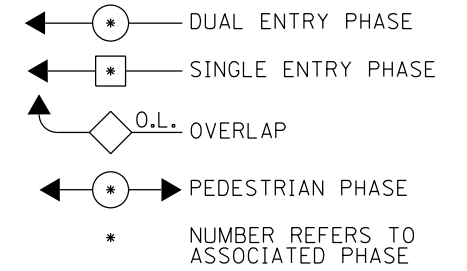 * DUAL ENTRY PHASE
* SINGLE ENTRY PHASE
O.L. OVERLAP
* PEDESTRIAN PHASE
* NUMBER REFERS TO
ASSOCIATED PHASE